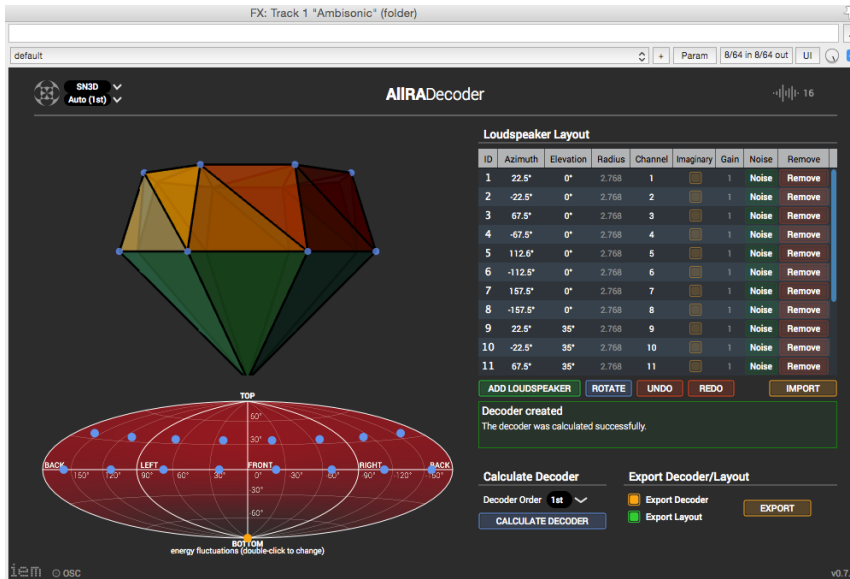 FX: Track 1 "Ambisonic" (folder)
default
+ Param 8/64 in 8/64 out UI
SN3D
Auto (1st)
AllRADecoder
16
Loudspeaker Layout
ID Azimuth Elevation Radius Channel Imaginary Gain Noise Remove
1 22.5° 0° 2.768 1 1 Noise Remove
2 -22.5° 0° 2.768 2 1 Noise Remove
3 67.5° 0° 2.768 3 1 Noise Remove
4 -67.5° 0° 2.768 4 1 Noise Remove
5 112.6° 0° 2.768 5 1 Noise Remove
6 -112.5° 0° 2.768 6 1 Noise Remove
7 157.5° 0° 2.768 7 1 Noise Remove
8 -157.5° 0° 2.768 8 1 Noise Remove
9 22.5° 35° 2.768 9 1 Noise Remove
10 -22.5° 35° 2.768 10 1 Noise Remove
11 67.5° 35° 2.768 11 1 Noise Remove
ADD LOUDSPEAKER ROTATE UNDO REDO IMPORT
Decoder created
The decoder was calculated successfully.
TOP
60°
30°
BACK LEFT FRONT RIGHT BACK
150° 120° 90° 60° 30° 0° -30° -60° -90° -120° -150°
-30°
-60°
BOTTOM
energy fluctuations (double-click to change)
Calculate Decoder
Decoder Order 1st
CALCULATE DECODER
Export Decoder/Layout
Export Decoder
Export Layout
EXPORT
iem OSC
v0.7.